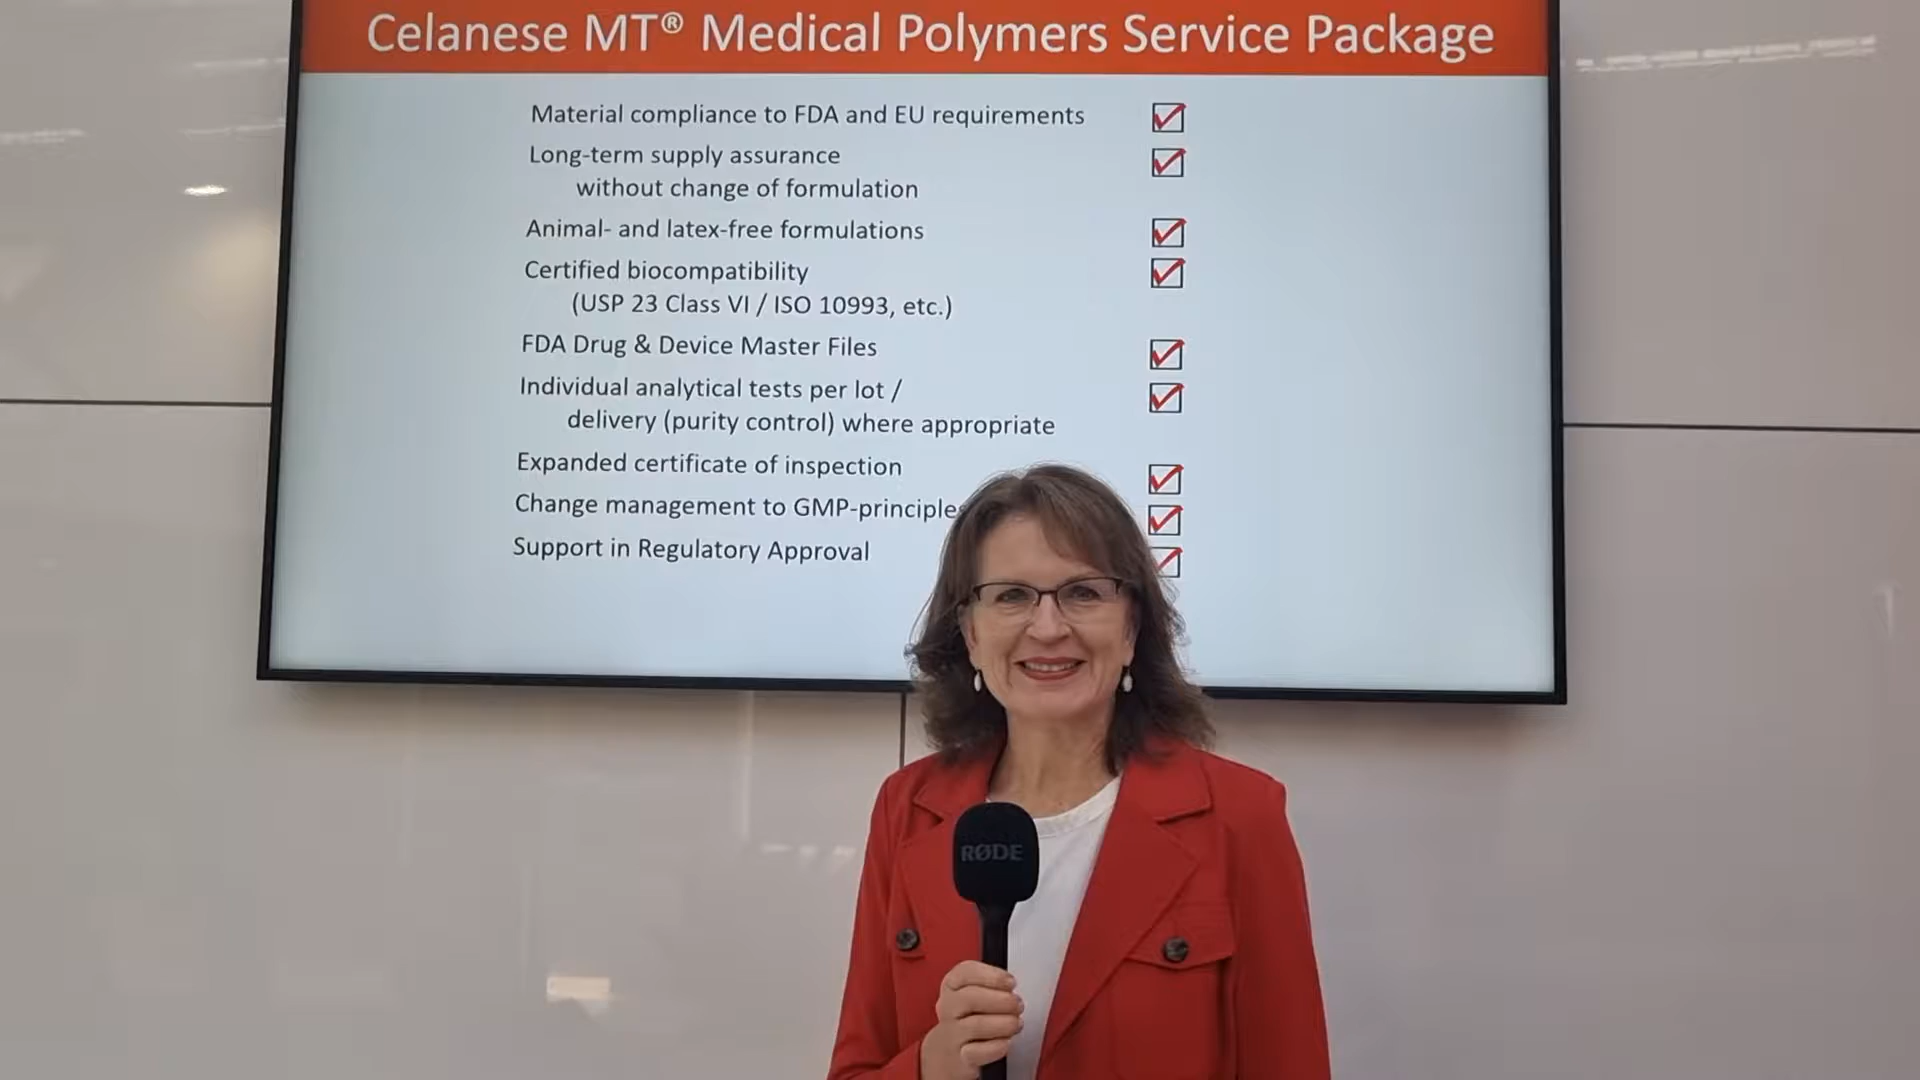 Celanese MT® Medical Polymers Service Package
Material compliance to FDA and EU requirements
Long-term supply assurance
without change of formulation
Animal- and latex-free formulations
Certified biocompatibility
(USP 23 Class VI / ISO 10993, etc.)
FDA Drug & Device Master Files
Individual analytical tests per lot /
delivery (purity control) where appropriate
Expanded certificate of inspection
Change management to GMP-principles
Support in Regulatory Approval
RØDE